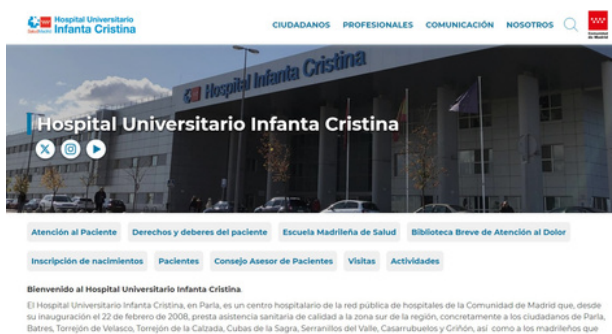 Hospital Universitario
Infanta Cristina
CIUDADANOS PROFESIONALES COMUNICACIÓN NOSOTROS
Hospital Infanta Cristina
Hospital Universitario Infanta Cristina
Atención al Paciente Derechos y deberes del paciente Escuela Madrileña de Salud Biblioteca Breve de Atención al Dolor
Inscripción de nacimientos Pacientes Consejo Asesor de Pacientes Visitas Actividades
Bienvenido al Hospital Universitario Infanta Cristina.
El Hospital Universitario Infanta Cristina, en Parla, es un centro hospitalario de la red pública de hospitales de la Comunidad de Madrid que, desde
su inauguración el 22 de febrero de 2008, presta asistencia sanitaria de calidad a la zona sur de la región, concretamente a los ciudadanos de Parla,
Batres, Torrejón de Velasco, Torrejón de la Calzada, Cubas de la Sagra, Serranillos del Valle, Casarrubuelos y Griñón, así como a los madrileños que